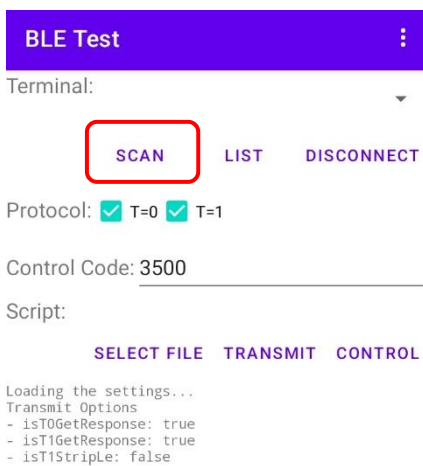 BLE Test
Terminal:
SCAN LIST DISCONNECT
Protocol: T=0 T=1
Control Code: 3500
Script:
SELECT FILE TRANSMIT CONTROL
Loading the settings...
Transmit Options
- isT0GetResponse: true
- isT1GetResponse: true
- isT1StripLe: false